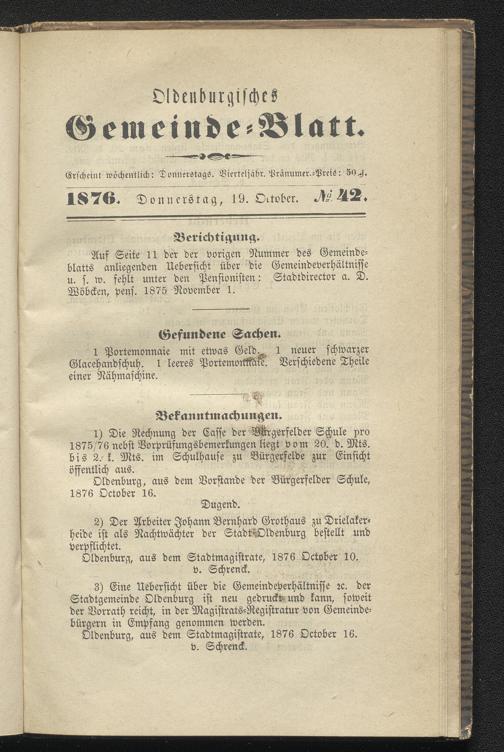 Oldenburgisches
Gemeinde-Blatt.
Erscheint wöchentlich: Donnerstags. Vierteljähr. Pränumer.-Preis: 50 ₰.
1876. Donnerstag, 19. October. № 42.
Berichtigung.
Auf Seite 11 der der vorigen Nummer des Gemeinde-
blatts anliegenden Uebersicht über die Gemeindeverhältnisse
u. s. w. fehlt unter den Pensionisten: Stadtdirector a. D.
Wöbcken, pens. 1875 November 1.
Gefundene Sachen.
1 Portemonnaie mit etwas Geld. 1 neuer schwarzer
Glacehandschuh. 1 leeres Portemonnaie. Verschiedene Theile
einer Nähmaschine.
Bekanntmachungen.
1) Die Rechnung der Casse der Bürgerfelder Schule pro
1875/76 nebst Vorprüfungsbemerkungen liegt vom 20. d. Mts.
bis 2. k. Mts. im Schulhause zu Bürgerfelde zur Einsicht
öffentlich aus.
Oldenburg, aus dem Vorstande der Bürgerfelder Schule,
1876 October 16.
Dugend.
2) Der Arbeiter Johann Bernhard Grothaus zu Drielaker-
heide ist als Nachtwächter der Stadt Oldenburg bestellt und
verpflichtet.
Oldenburg, aus dem Stadtmagistrate, 1876 October 10.
v. Schrenck.
3) Eine Uebersicht über die Gemeindeverhältnisse ꝛc. der
Stadtgemeinde Oldenburg ist neu gedruckt und kann, soweit
der Vorrath reicht, in der Magistrats-Registratur von Gemeinde-
bürgern in Empfang genommen werden.
Oldenburg, aus dem Stadtmagistrate, 1876 October 16.
v. Schrenck.